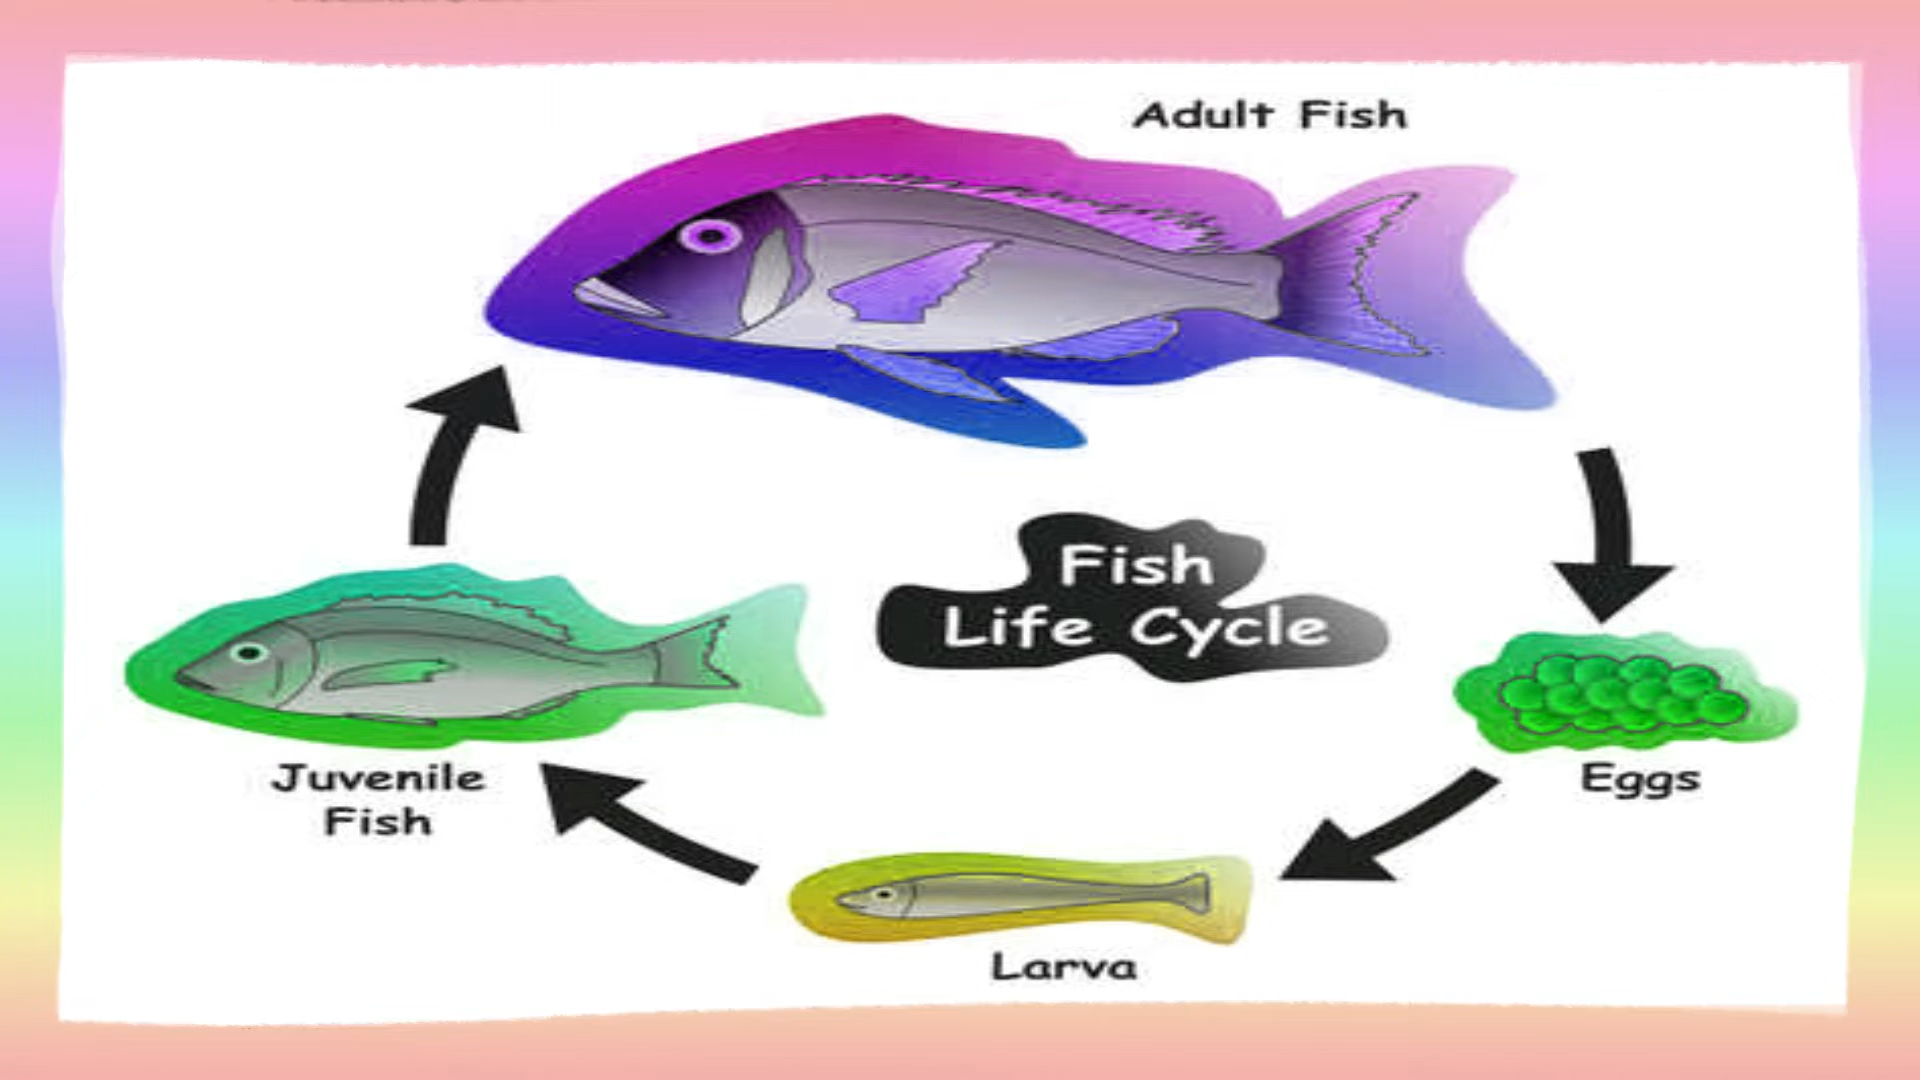 Adult Fish
Fish
Life Cycle
Juvenile
Fish
Eggs
Larva